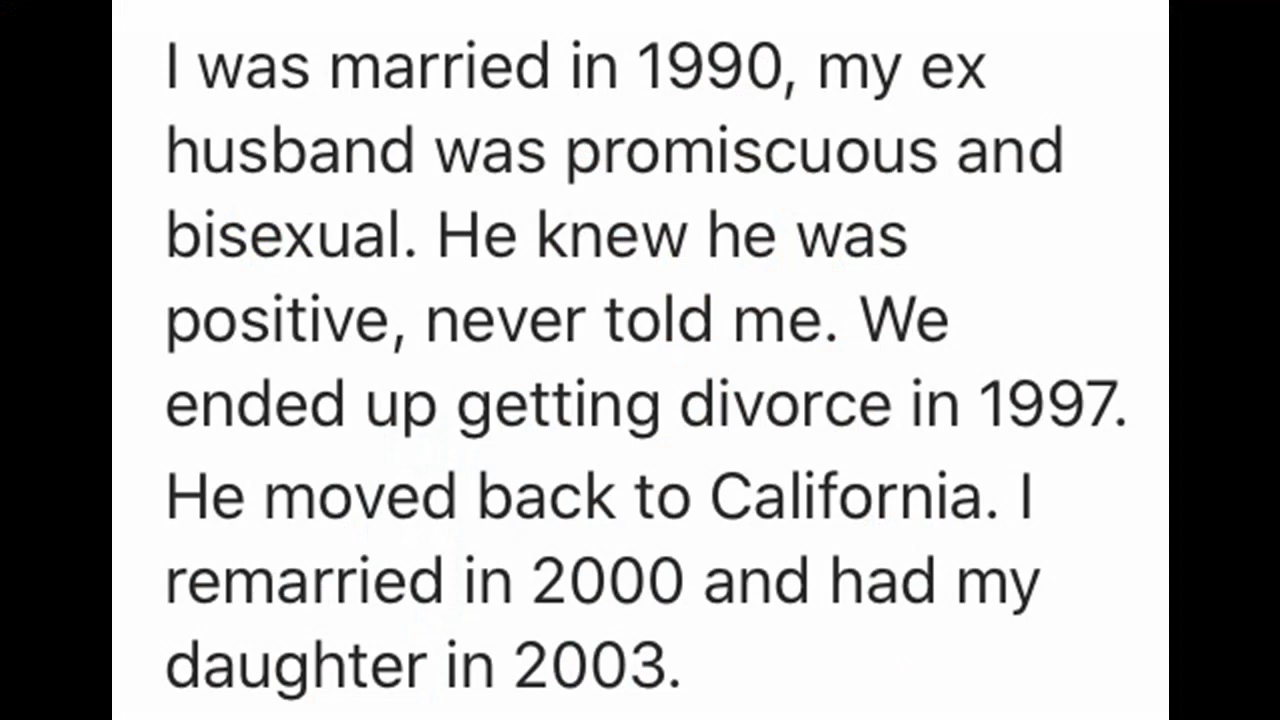 I was married in 1990, my ex
husband was promiscuous and
bisexual. He knew he was
positive, never told me. We
ended up getting divorce in 1997.
He moved back to California. I
remarried in 2000 and had my
daughter in 2003.